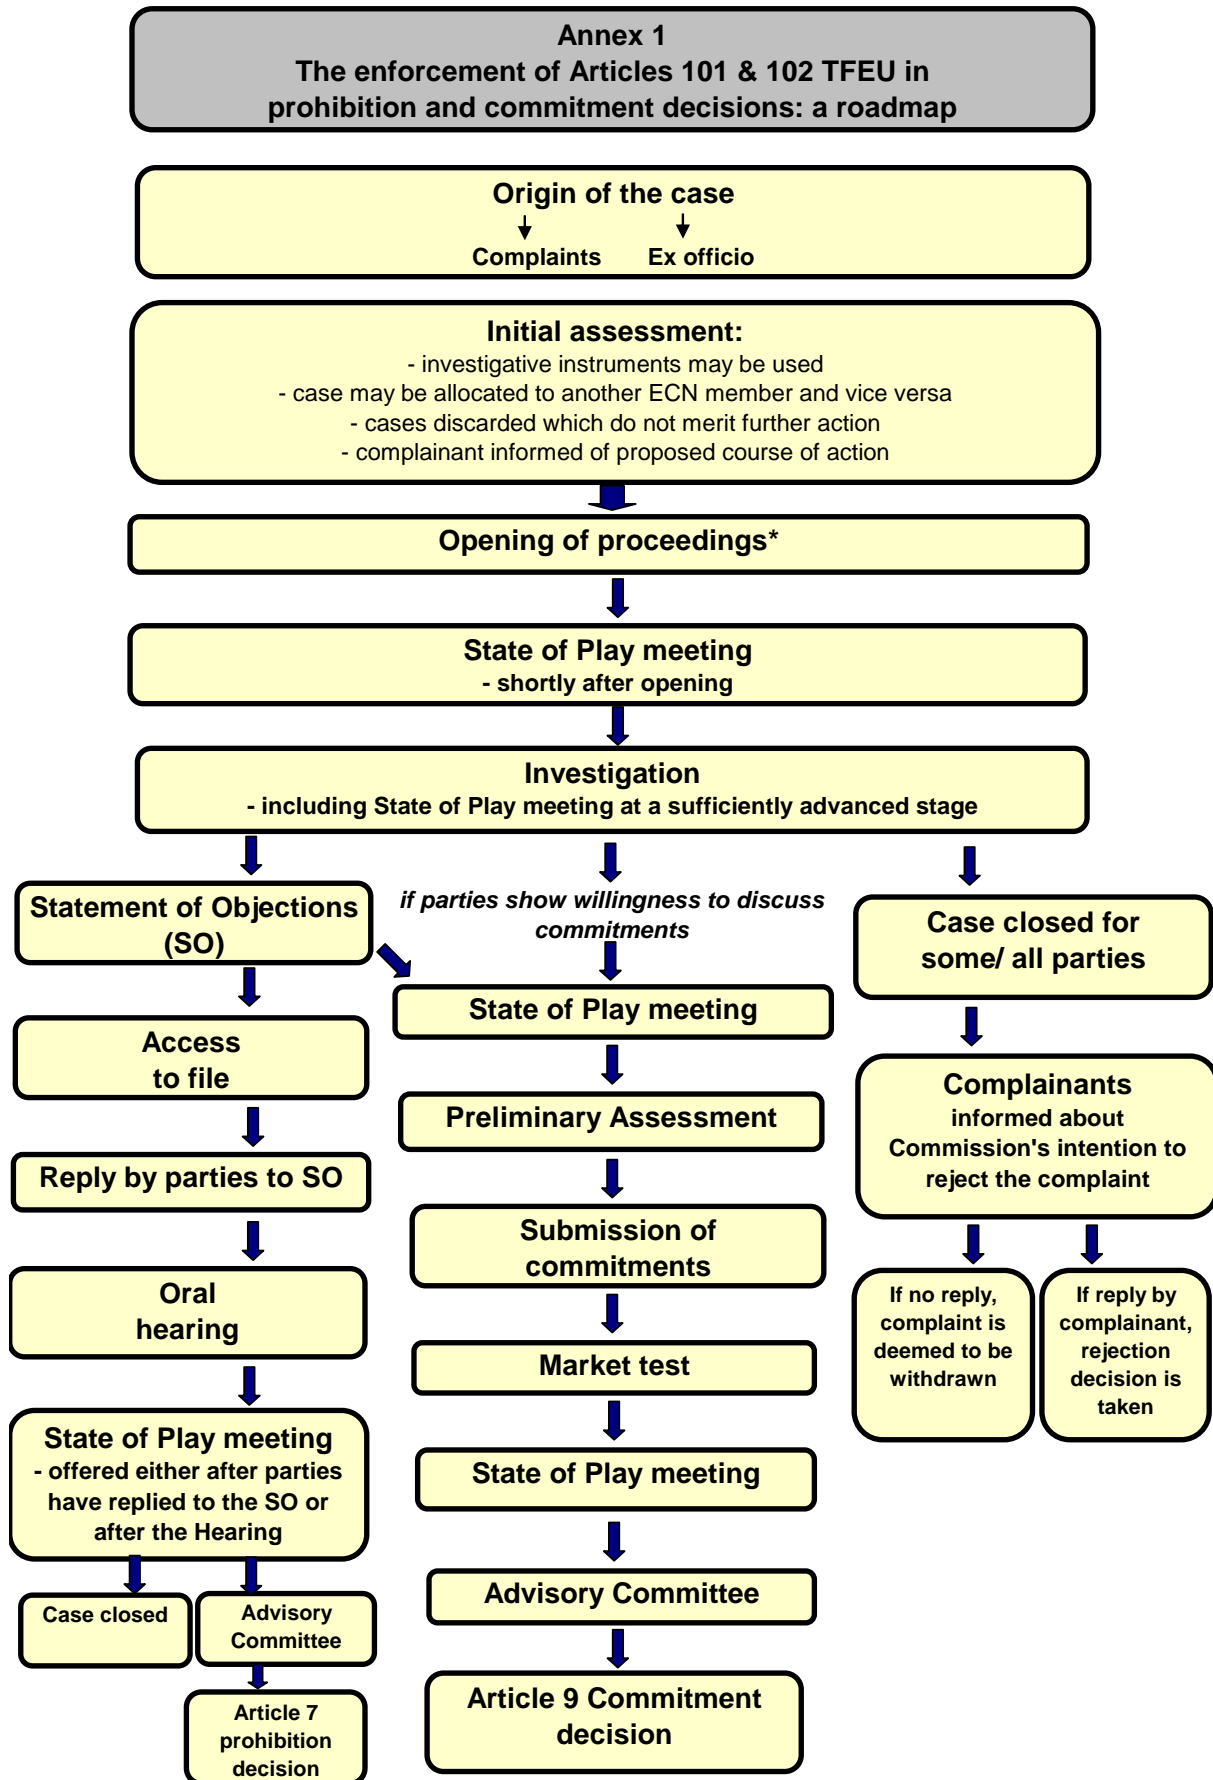 Annex 1
The enforcement of Articles 101 & 102 TFEU in
prohibition and commitment decisions: a roadmap
Origin of the case
Complaints Ex officio
Initial assessment:
- investigative instruments may be used
- case may be allocated to another ECN member and vice versa
- cases discarded which do not merit further action
- complainant informed of proposed course of action
Opening of proceedings*
State of Play meeting
- shortly after opening
Investigation
- including State of Play meeting at a sufficiently advanced stage
Statement of Objections
(SO)
Access
to file
Reply by parties to SO
Oral
hearing
State of Play meeting
- offered either after parties
have replied to the SO or
after the Hearing
Case closed
Advisory
Committee
Article 7
prohibition
decision
if parties show willingness to discuss
commitments
State of Play meeting
Preliminary Assessment
Submission of
commitments
Market test
State of Play meeting
Advisory Committee
Article 9 Commitment
decision
Case closed for
some/ all parties
Complainants
informed about
Commission's intention to
reject the complaint
If no reply,
complaint is
deemed to be
withdrawn
If reply by
complainant,
rejection
decision is
taken